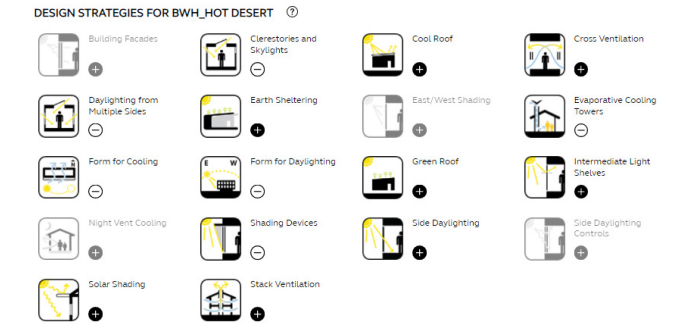 DESIGN STRATEGIES FOR BWH_HOT DESERT ?
Building Facades
Clerestories and
Skylights
Cool Roof
Cross Ventilation
Daylighting from
Multiple Sides
Earth Sheltering
East/West Shading
Evaporative Cooling
Towers
N
Form for Cooling
E W
Form for Daylighting
Green Roof
Intermediate Light
Shelves
Night Vent Cooling
Shading Devices
Side Daylighting
Side Daylighting
Controls
Solar Shading
Stack Ventilation